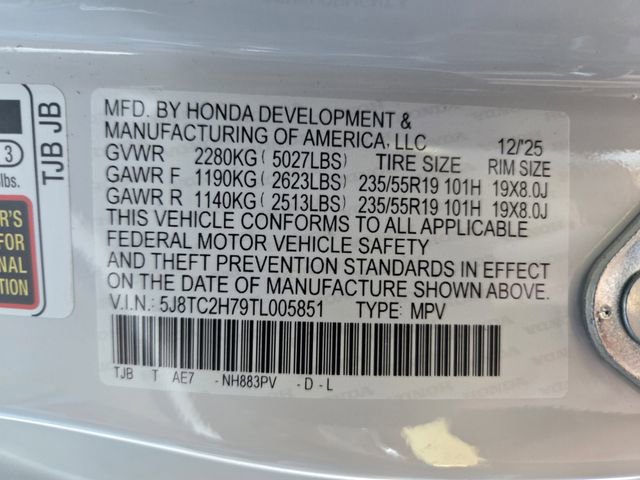 MFD. BY HONDA DEVELOPMENT &
MANUFACTURING OF AMERICA, LLC 12/'25
GVWR 2280KG ( 5027LBS) TIRE SIZE RIM SIZE
GAWR F 1190KG ( 2623LBS) 235/55R19 101H 19X8.0J
GAWR R 1140KG ( 2513LBS) 235/55R19 101H 19X8.0J
THIS VEHICLE CONFORMS TO ALL APPLICABLE
FEDERAL MOTOR VEHICLE SAFETY
AND THEFT PREVENTION STANDARDS IN EFFECT
ON THE DATE OF MANUFACTURE SHOWN ABOVE.
V.I.N.: 5J8TC2H79TL005851 TYPE: MPV
TJB T AE7 -NH883PV -D-L
TJB JB
3
lbs.